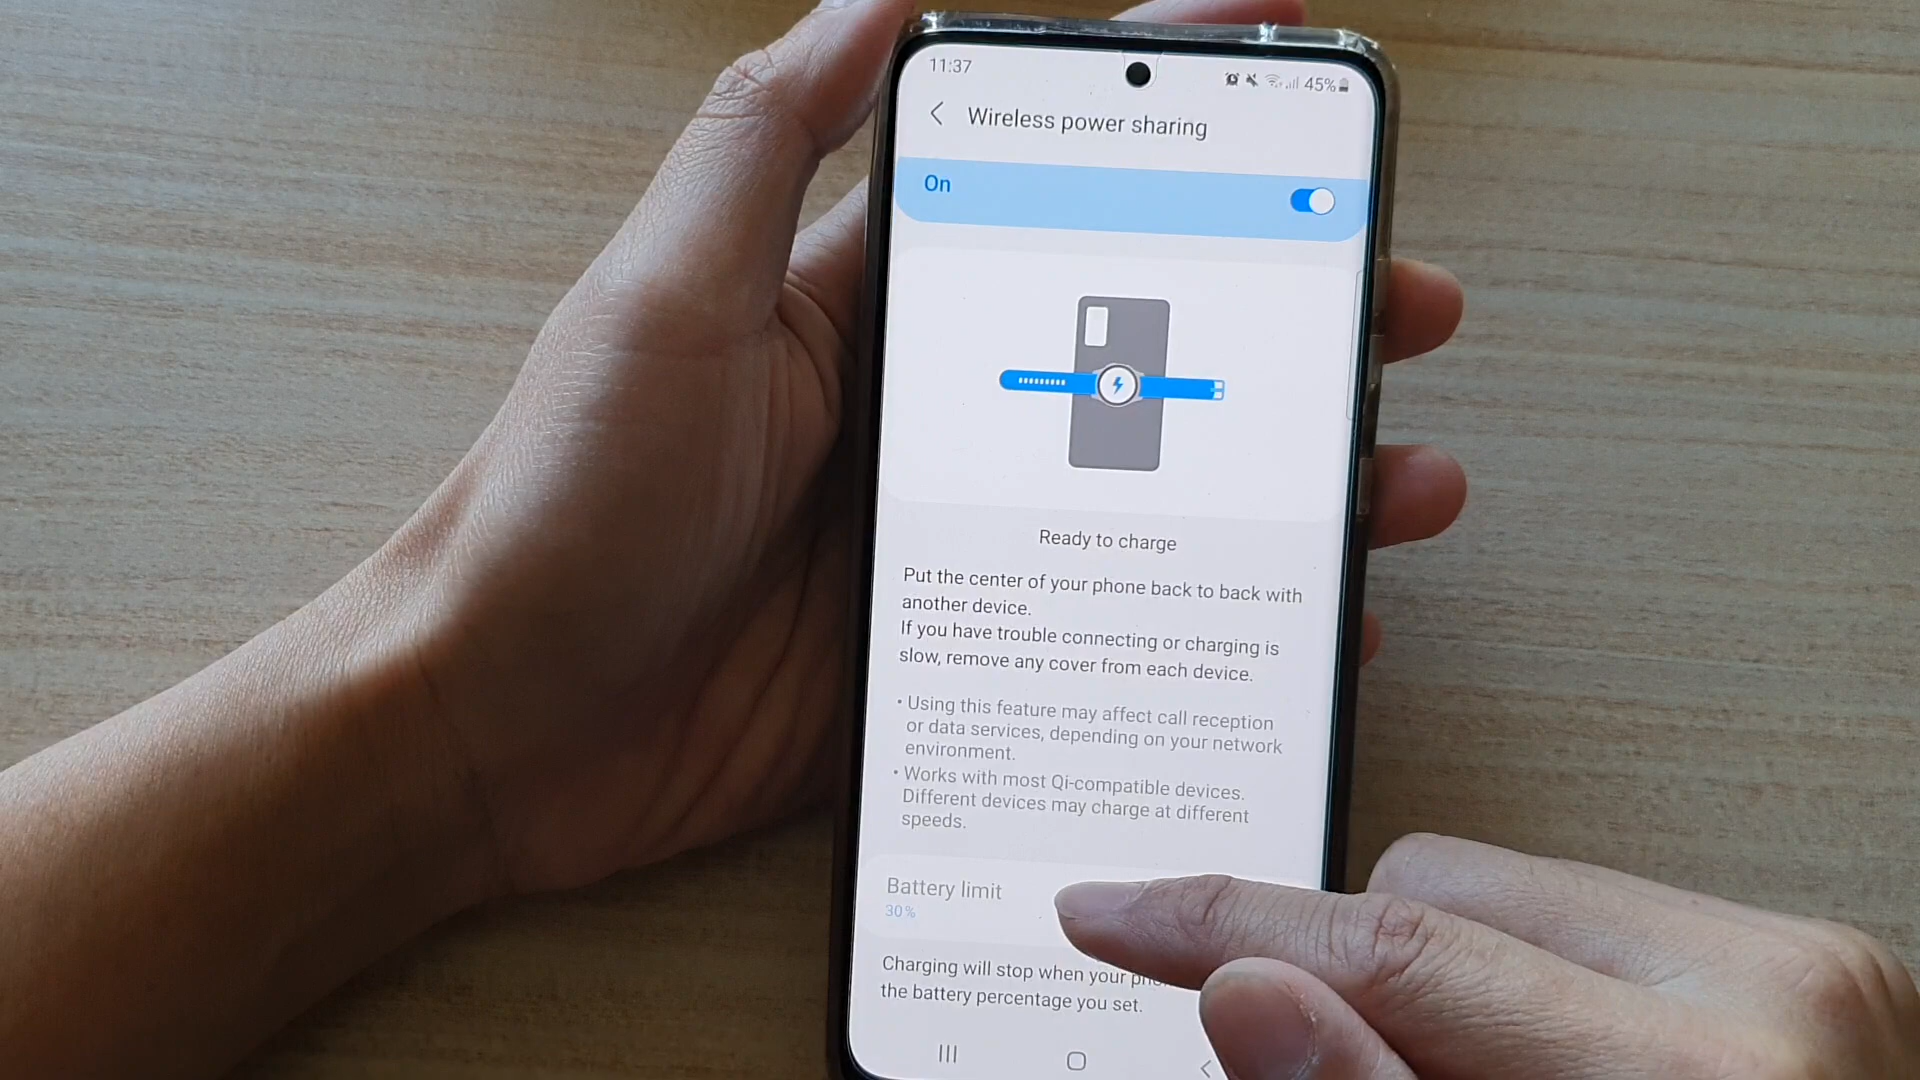 11:37
45%
Wireless power sharing
On
Ready to charge
Put the center of your phone back to back with
another device.
If you have trouble connecting or charging is
slow, remove any cover from each device.
• Using this feature may affect call reception
or data services, depending on your network
environment.
• Works with most Qi-compatible devices.
Different devices may charge at different
speeds.
Battery limit
30%
Charging will stop when your
the battery percentage you set.